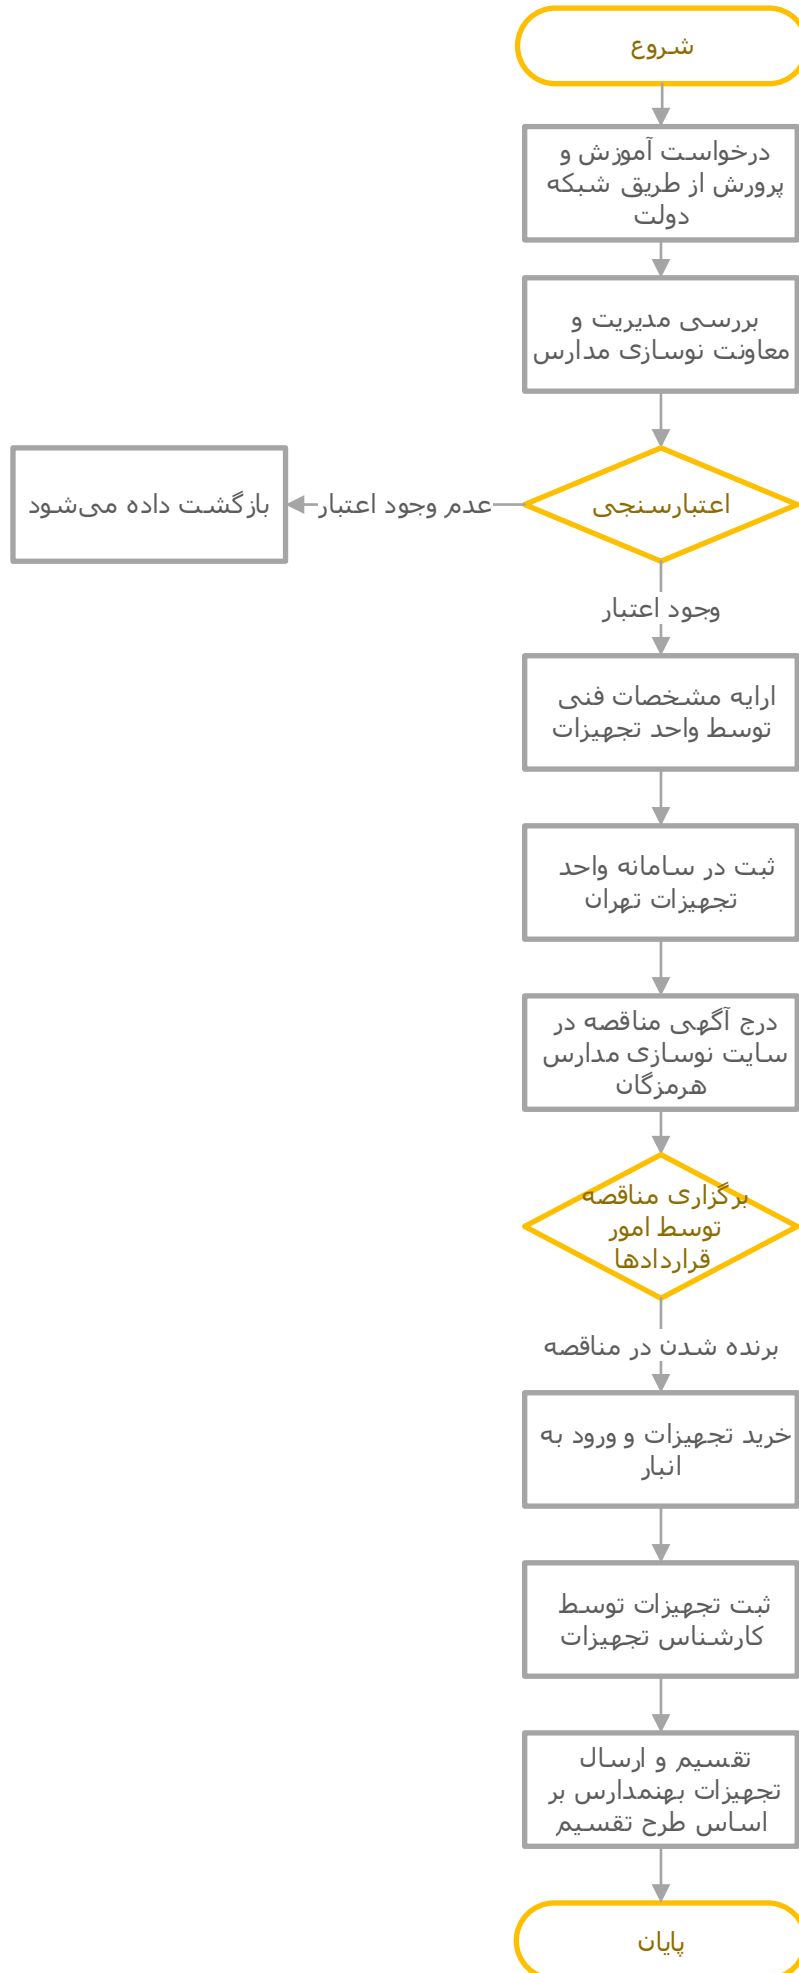 شروع
درخواست آموزش و
پرورش از طریق شبکه
دولت
بررسی مدیریت و
معاونت نوسازی مدارس
اعتبارسنجی
عدم وجود اعتبار
بازگشت داده می‌شود
وجود اعتبار
ارایه مشخصات فنی
توسط واحد تجهیزات
ثبت در سامانه واحد
تجهیزات تهران
درج آگهی مناقصه در
سایت نوسازی مدارس
هرمزگان
برگزاری مناقصه
توسط امور
قراردادها
برنده شدن در مناقصه
خرید تجهیزات و ورود به
انبار
ثبت تجهیزات توسط
کارشناس تجهیزات
تقسیم و ارسال
تجهیزات بهنمدارس بر
اساس طرح تقسیم
پایان